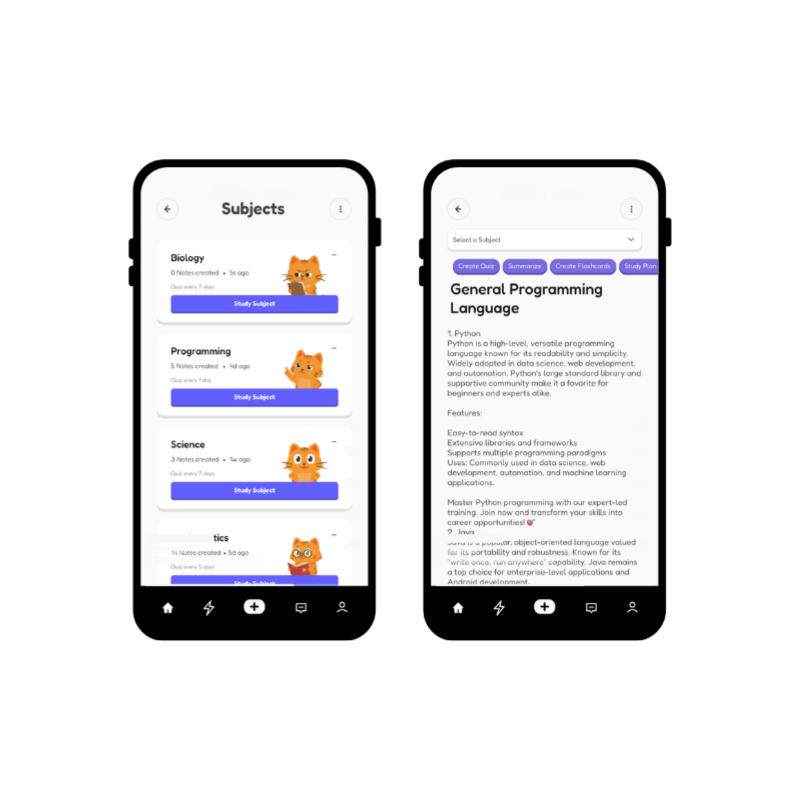 Subjects
Biology
0 Notes created • 5s ago
Quiz every 7 days
Study Subject
Programming
5 Notes created • 4d ago
Quiz every 1 day
Study Subject
Science
3 Notes created • 1w ago
Quiz every 7 days
Study Subject
tics
14 Notes created • 5d ago
Quiz every 5 days
Study Subject
Select a Subject
Create Quiz Summarize Create Flashcards Study Plan
General Programming
Language
1. Python
Python is a high-level, versatile programming
language known for its readability and simplicity.
Widely adopted in data science, web development,
and automation, Python's large standard library and
supportive community make it a favorite for
beginners and experts alike.
Features:
Easy-to-read syntax
Extensive libraries and frameworks
Supports multiple programming paradigms
Uses: Commonly used in data science, web
development, automation, and machine learning
applications.
Master Python programming with our expert-led
training. Join now and transform your skills into
career opportunities!🎯
2. Java
Java is a popular, object-oriented language valued
for its portability and robustness. Known for its
"write once, run anywhere" capability, Java remains
a top choice for enterprise-level applications and
Android development.